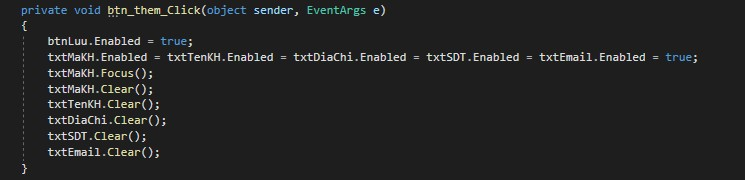 private void btn_them_Click(object sender, EventArgs e)
{
btnLuu.Enabled = true;
txtMaKH.Enabled = txtTenKH.Enabled = txtDiaChi.Enabled = txtSDT.Enabled = txtEmail.Enabled = true;
txtMaKH.Focus();
txtMaKH.Clear();
txtTenKH.Clear();
txtDiaChi.Clear();
txtSDT.Clear();
txtEmail.Clear();
}